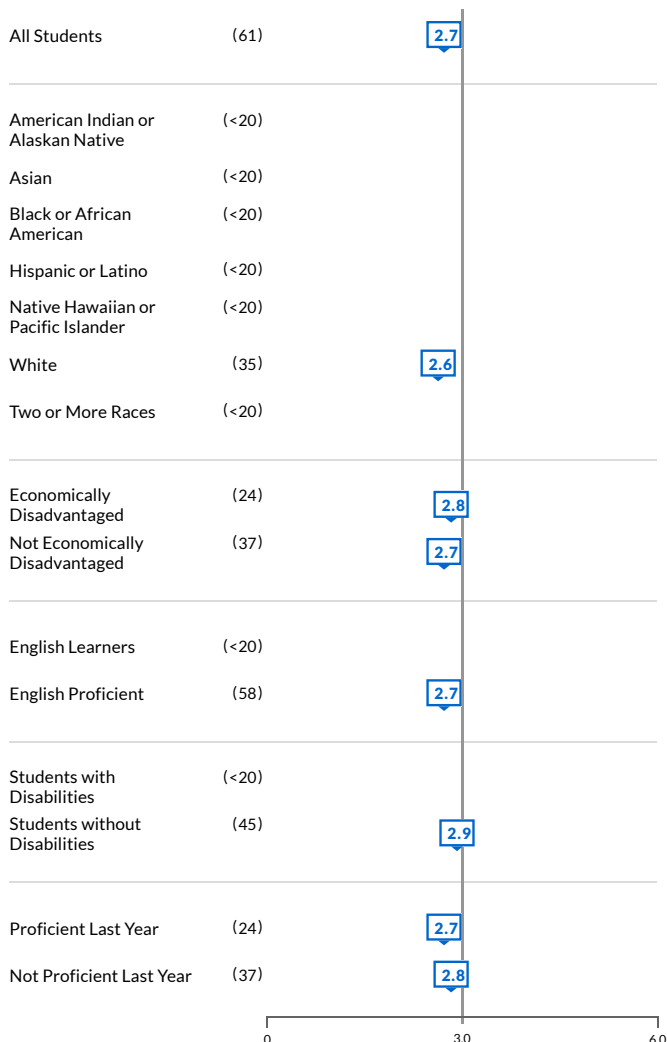 All Students (61) 2.7
American Indian or (<20)
Alaskan Native
Asian (<20)
Black or African (<20)
American
Hispanic or Latino (<20)
Native Hawaiian or (<20)
Pacific Islander
White (35) 2.6
Two or More Races (<20)
Economically (24) 2.8
Disadvantaged
Not Economically (37) 2.7
Disadvantaged
English Learners (<20)
English Proficient (58) 2.7
Students with (<20)
Disabilities
Students without (45) 2.9
Disabilities
Proficient Last Year (24) 2.7
Not Proficient Last Year (37) 2.8
0 3.0 6.0